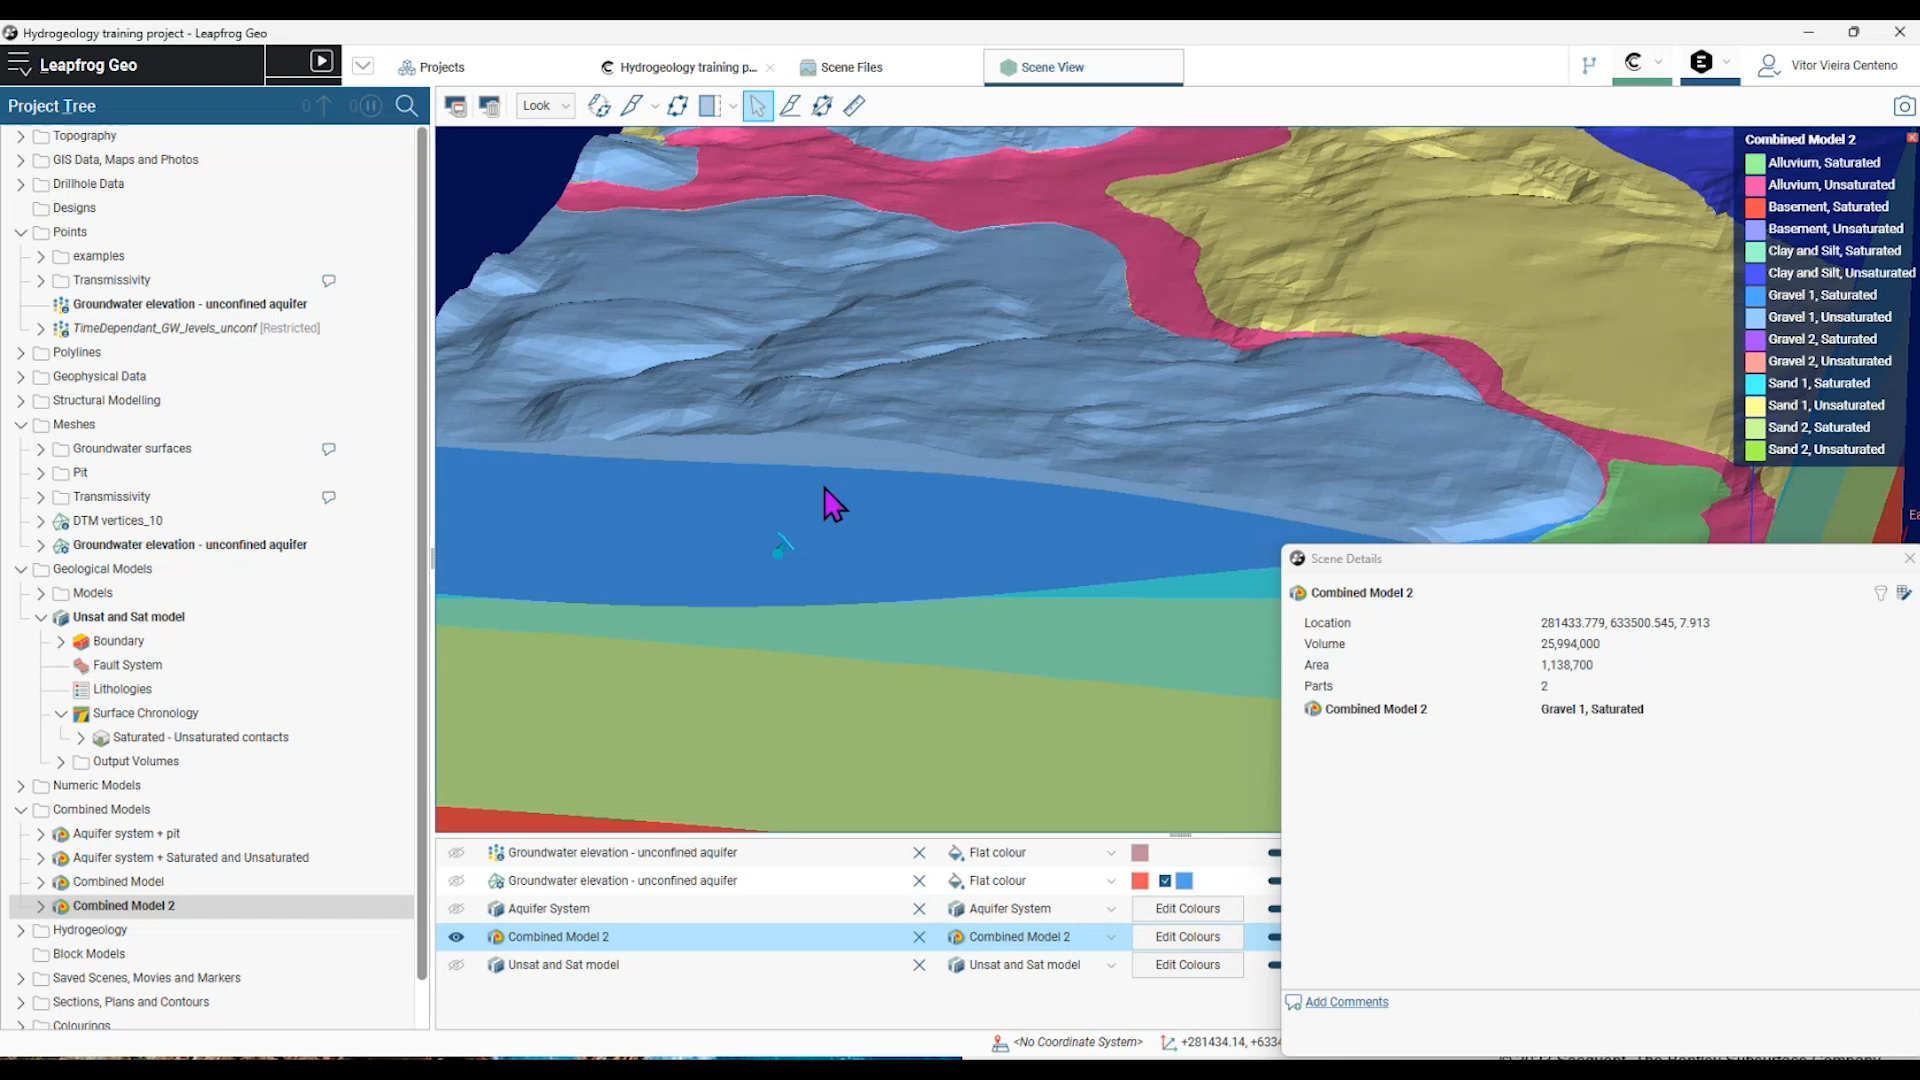 Hydrogeology training project - Leapfrog Geo
Leapfrog Geo
Projects
Hydrogeology training p...
Scene Files
Scene View
Vitor Vieira Centeno
Project Tree
0
0
Look
Topography
GIS Data, Maps and Photos
Drillhole Data
Designs
Points
examples
Transmissivity
Groundwater elevation - unconfined aquifer
TimeDependant_GW_levels_unconf [Restricted]
Polylines
Geophysical Data
Structural Modelling
Meshes
Groundwater surfaces
Pit
Transmissivity
DTM vertices_10
Groundwater elevation - unconfined aquifer
Geological Models
Models
Unsat and Sat model
Boundary
Fault System
Lithologies
Surface Chronology
Saturated - Unsaturated contacts
Output Volumes
Numeric Models
Combined Models
Aquifer system + pit
Aquifer system + Saturated and Unsaturated
Combined Model
Combined Model 2
Hydrogeology
Block Models
Saved Scenes, Movies and Markers
Sections, Plans and Contours
Colourings
Combined Model 2
Alluvium, Saturated
Alluvium, Unsaturated
Basement, Saturated
Basement, Unsaturated
Clay and Silt, Saturated
Clay and Silt, Unsaturated
Gravel 1, Saturated
Gravel 1, Unsaturated
Gravel 2, Saturated
Gravel 2, Unsaturated
Sand 1, Saturated
Sand 1, Unsaturated
Sand 2, Saturated
Sand 2, Unsaturated
Ea
Scene Details
Combined Model 2
Location 281433.779, 633500.545, 7.913
Volume 25,994,000
Area 1,138,700
Parts 2
Combined Model 2 Gravel 1, Saturated
Add Comments
Groundwater elevation - unconfined aquifer Flat colour
Groundwater elevation - unconfined aquifer Flat colour
Aquifer System Aquifer System Edit Colours
Combined Model 2 Combined Model 2 Edit Colours
Unsat and Sat model Unsat and Sat model Edit Colours
<No Coordinate System> +281434.14, +6334